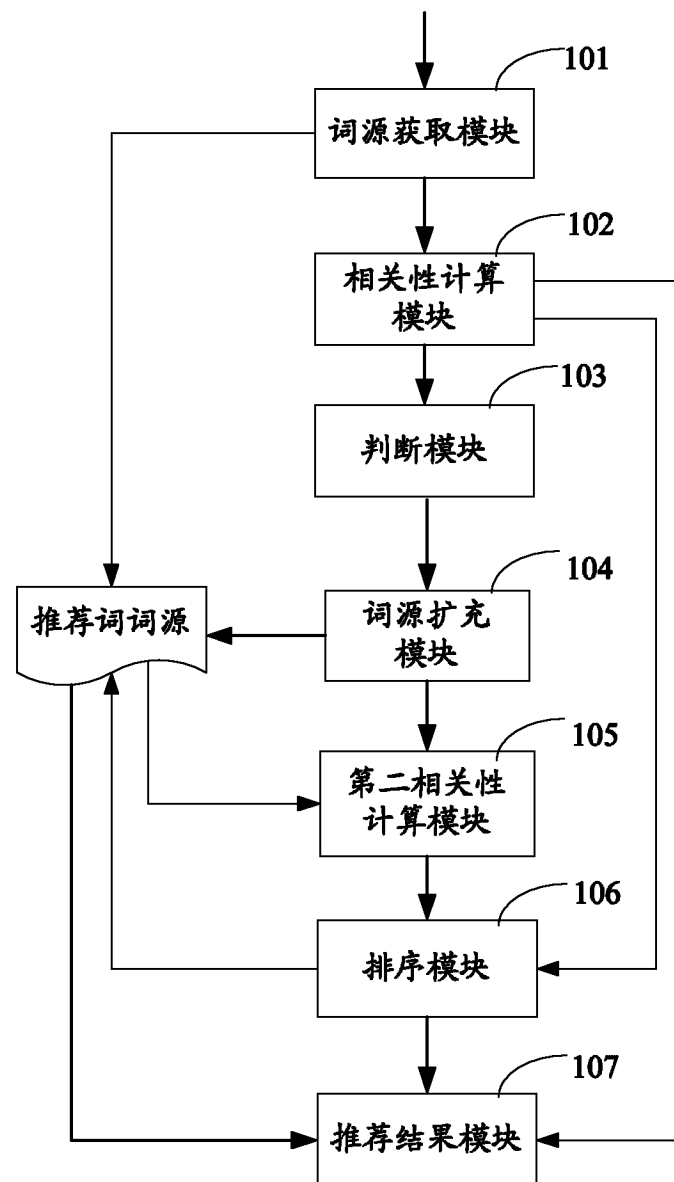 101
词源获取模块
102
相关性计算
模块
103
判断模块
104
词源扩充
模块
推荐词词源
105
第二相关性
计算模块
106
排序模块
107
推荐结果模块